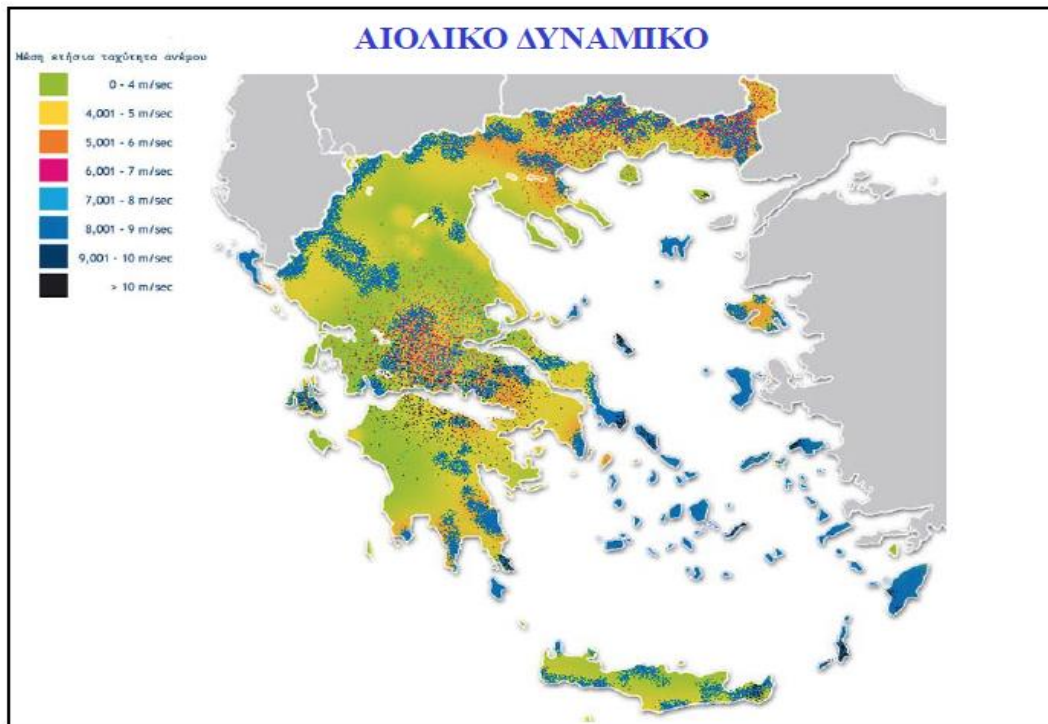 ΑΙΟΛΙΚΟ ΔΥΝΑΜΙΚΟ
Μέση ετήσια ταχύτητα ανέμου
0 - 4 m/sec
4,001 - 5 m/sec
5,001 - 6 m/sec
6,001 - 7 m/sec
7,001 - 8 m/sec
8,001 - 9 m/sec
9,001 - 10 m/sec
> 10 m/sec